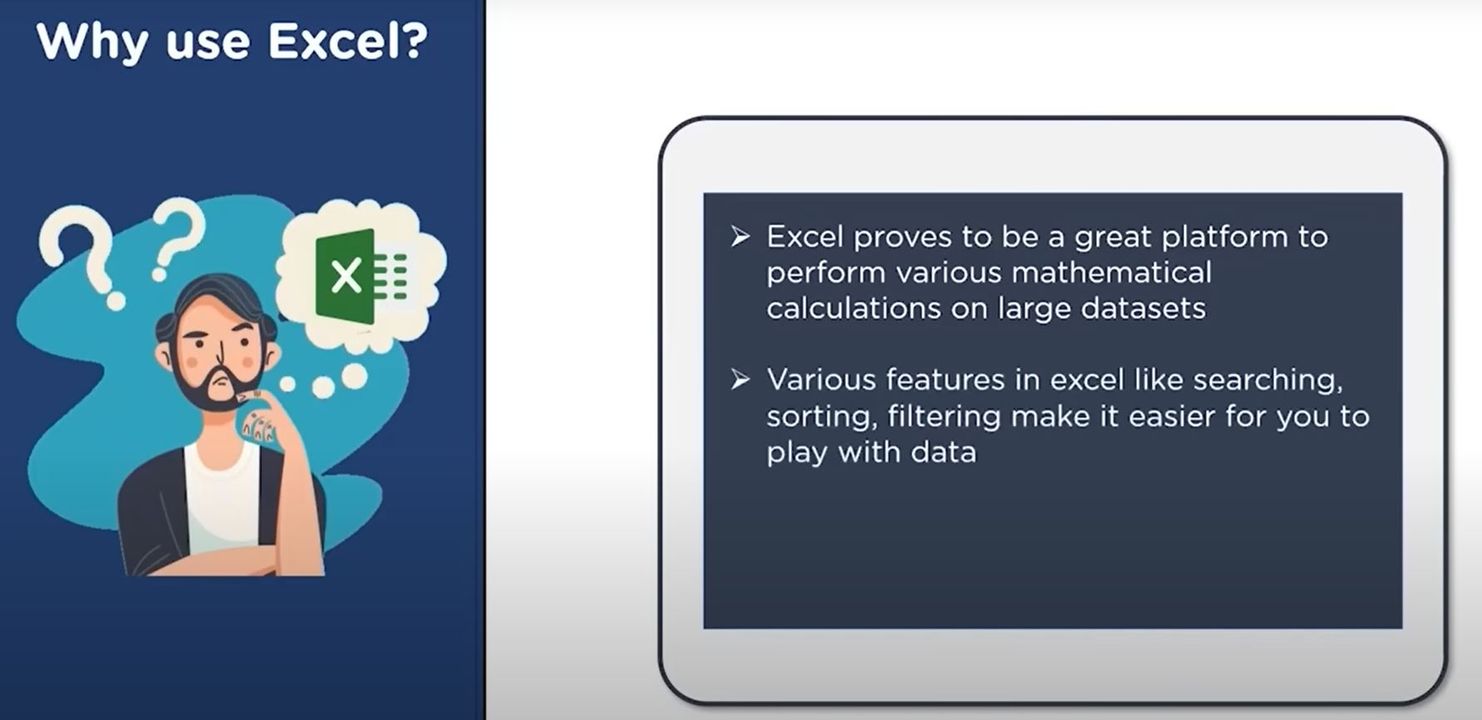 Why use Excel?
X
➢ Excel proves to be a great platform to
perform various mathematical
calculations on large datasets
➢ Various features in excel like searching,
sorting, filtering make it easier for you to
play with data